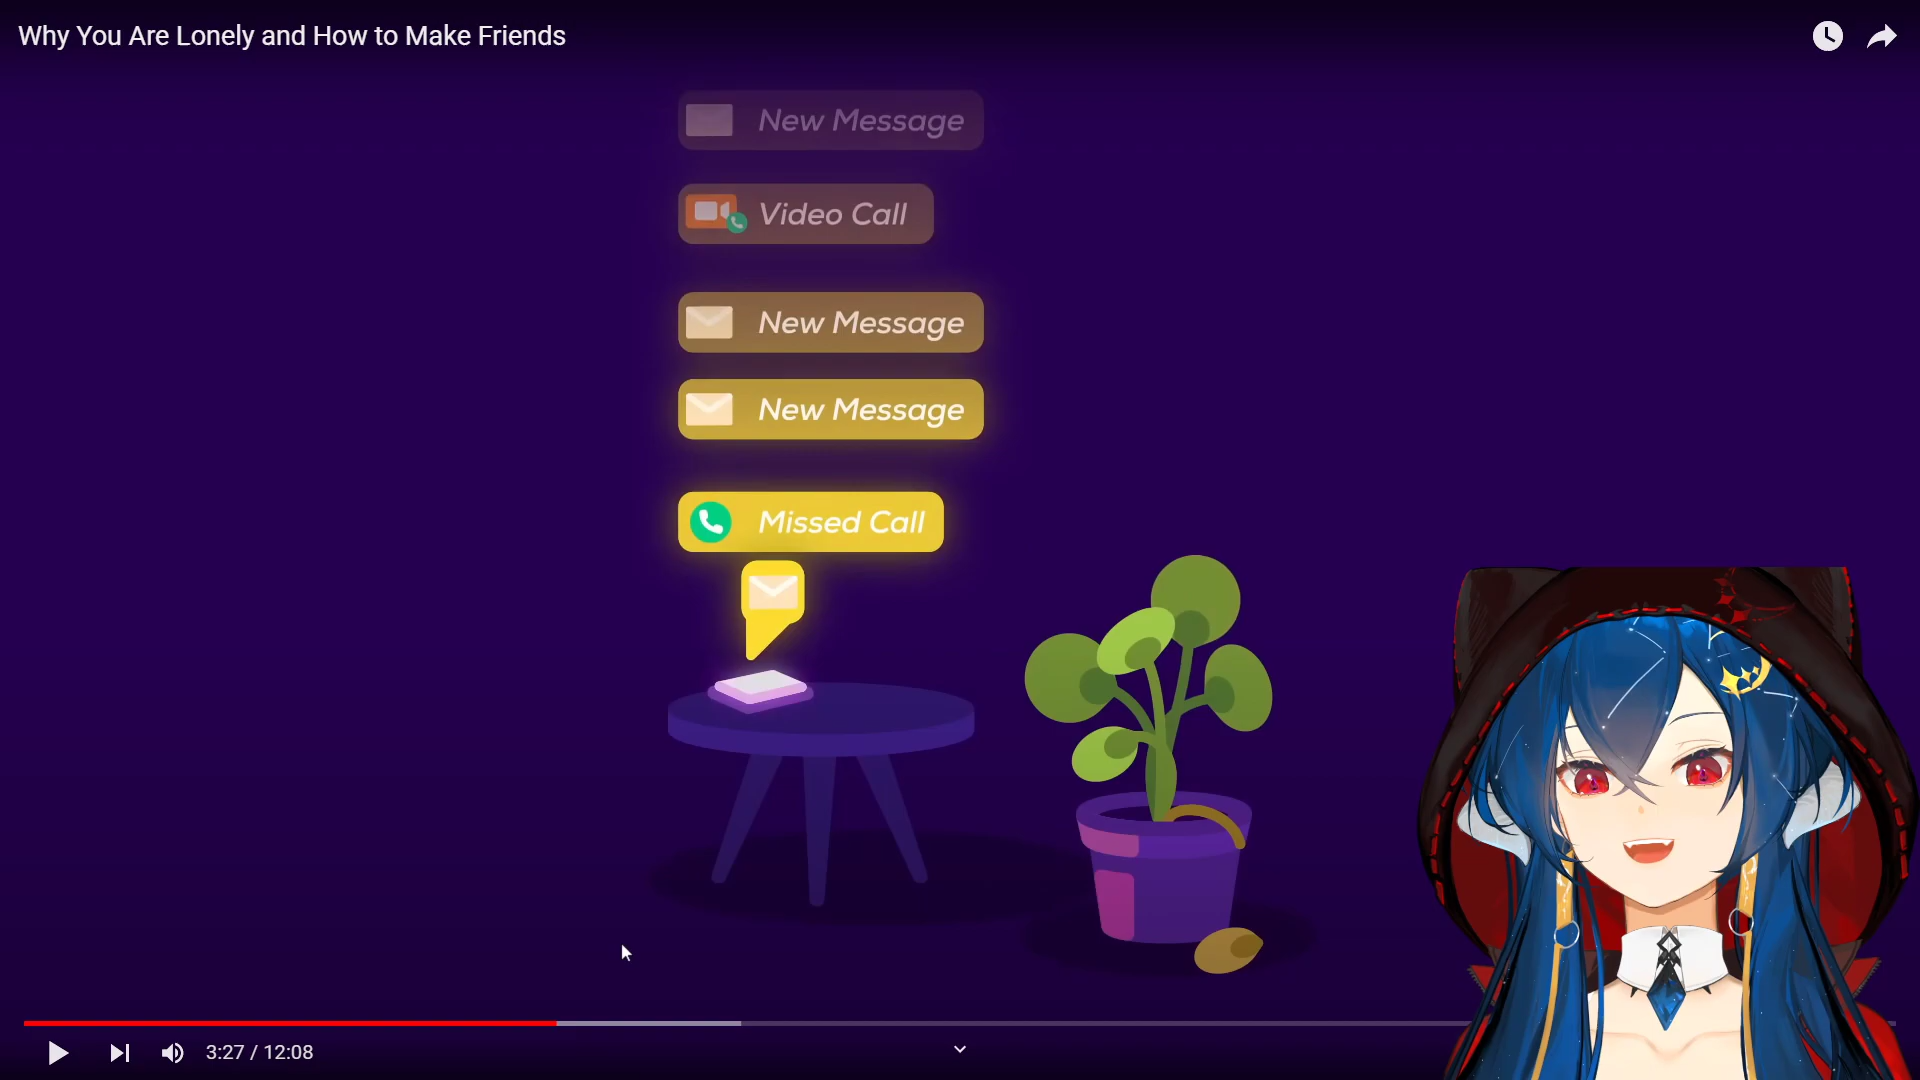 Why You Are Lonely and How to Make Friends
New Message
Video Call
New Message
New Message
Missed Call
3:27 / 12:08